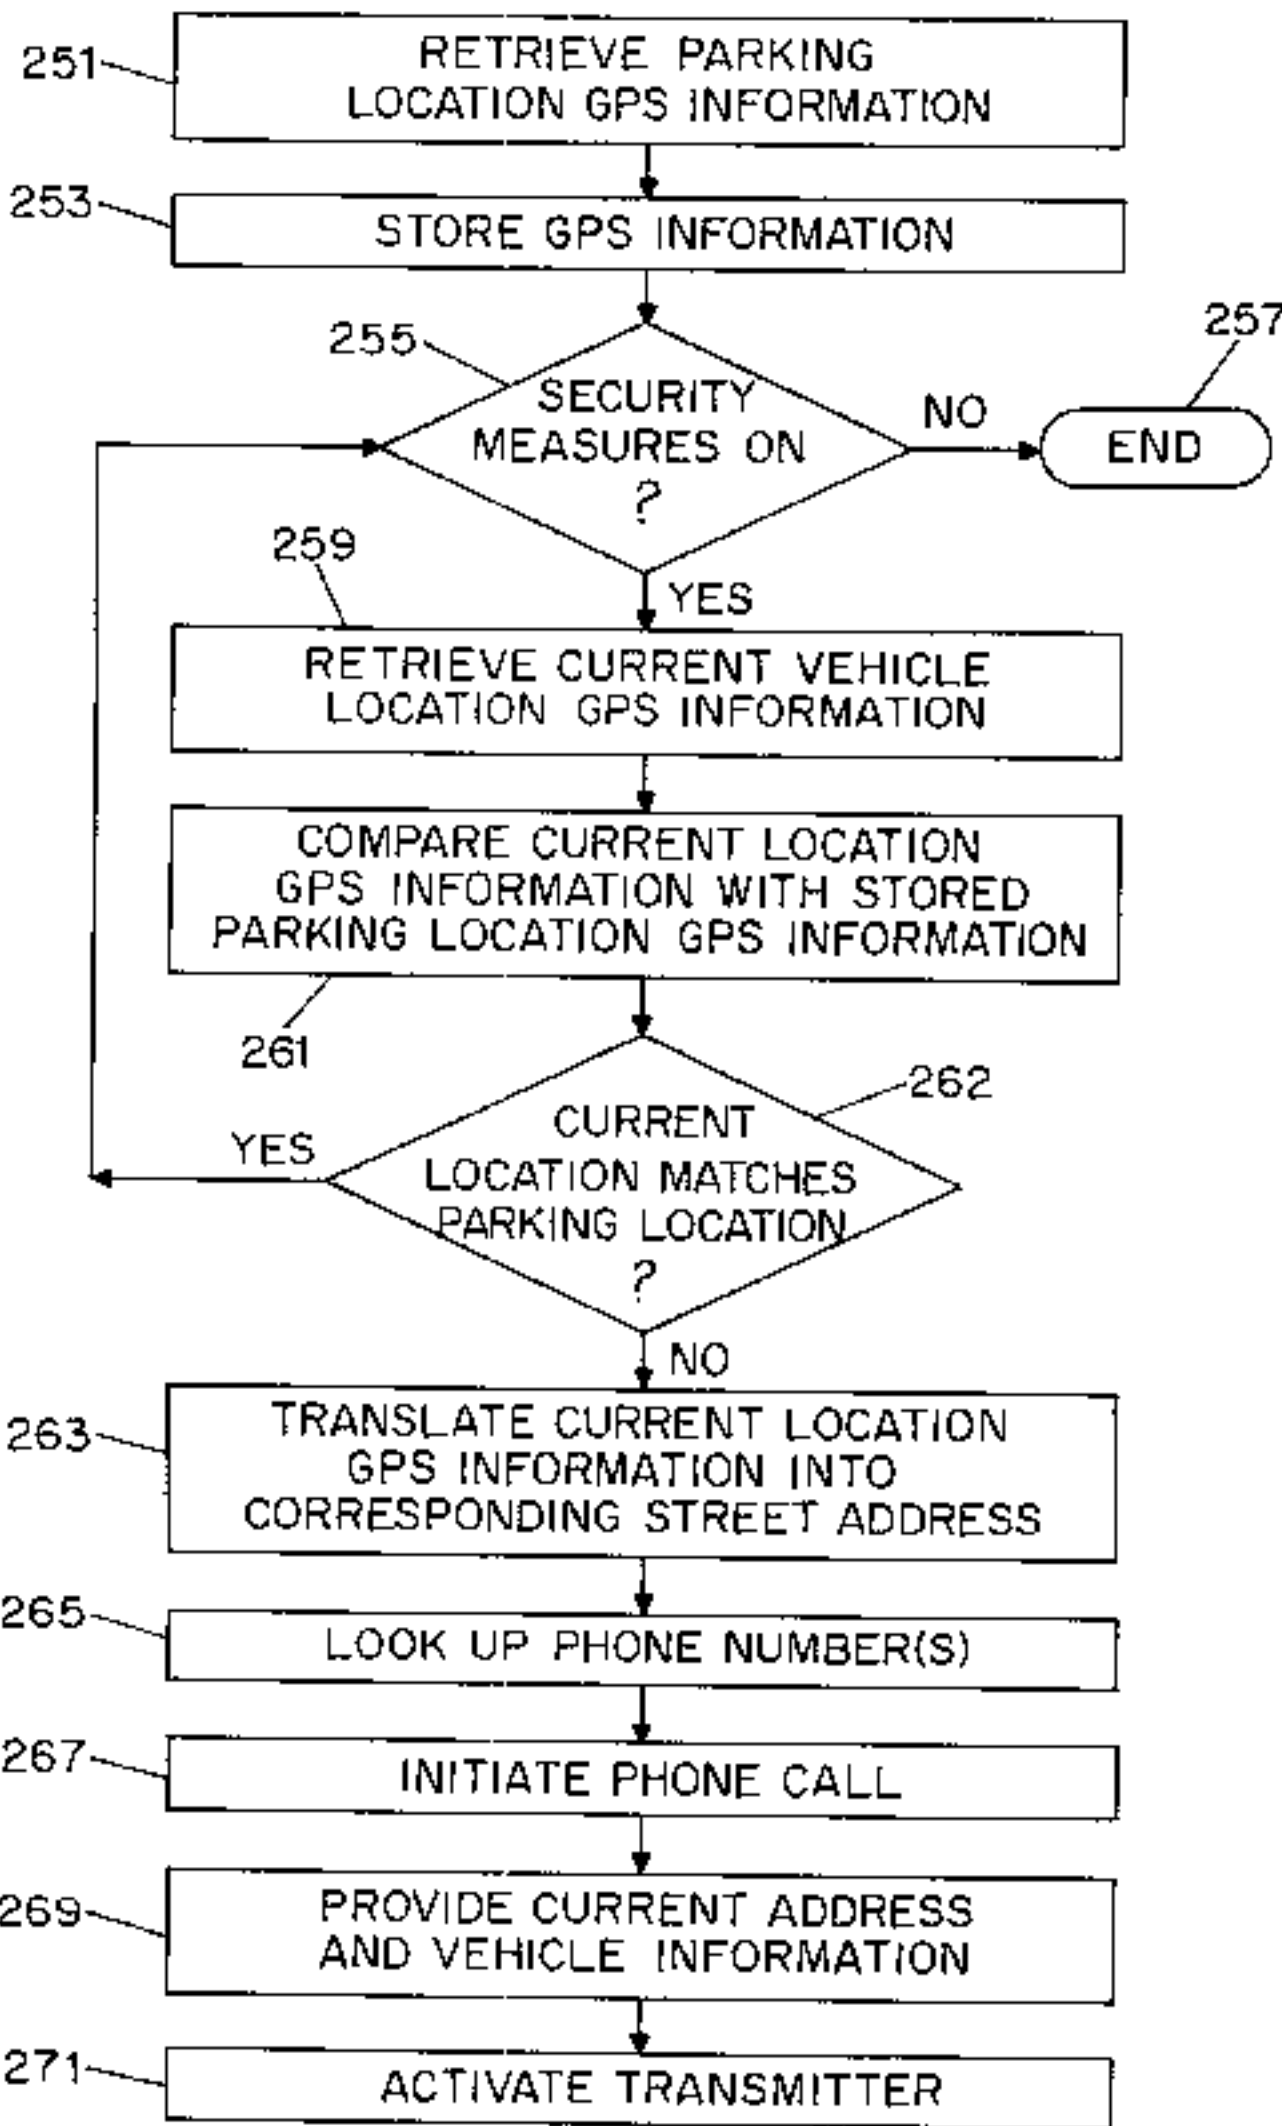 251
RETRIEVE PARKING
LOCATION GPS INFORMATION
253
STORE GPS INFORMATION
255
257
SECURITY
MEASURES ON
?
NO
END
259
YES
RETRIEVE CURRENT VEHICLE
LOCATION GPS INFORMATION
COMPARE CURRENT LOCATION
GPS INFORMATION WITH STORED
PARKING LOCATION GPS INFORMATION
261
262
YES
CURRENT
LOCATION MATCHES
PARKING LOCATION
?
NO
263
TRANSLATE CURRENT LOCATION
GPS INFORMATION INTO
CORRESPONDING STREET ADDRESS
265
LOOK UP PHONE NUMBER(S)
267
INITIATE PHONE CALL
269
PROVIDE CURRENT ADDRESS
AND VEHICLE INFORMATION
271
ACTIVATE TRANSMITTER